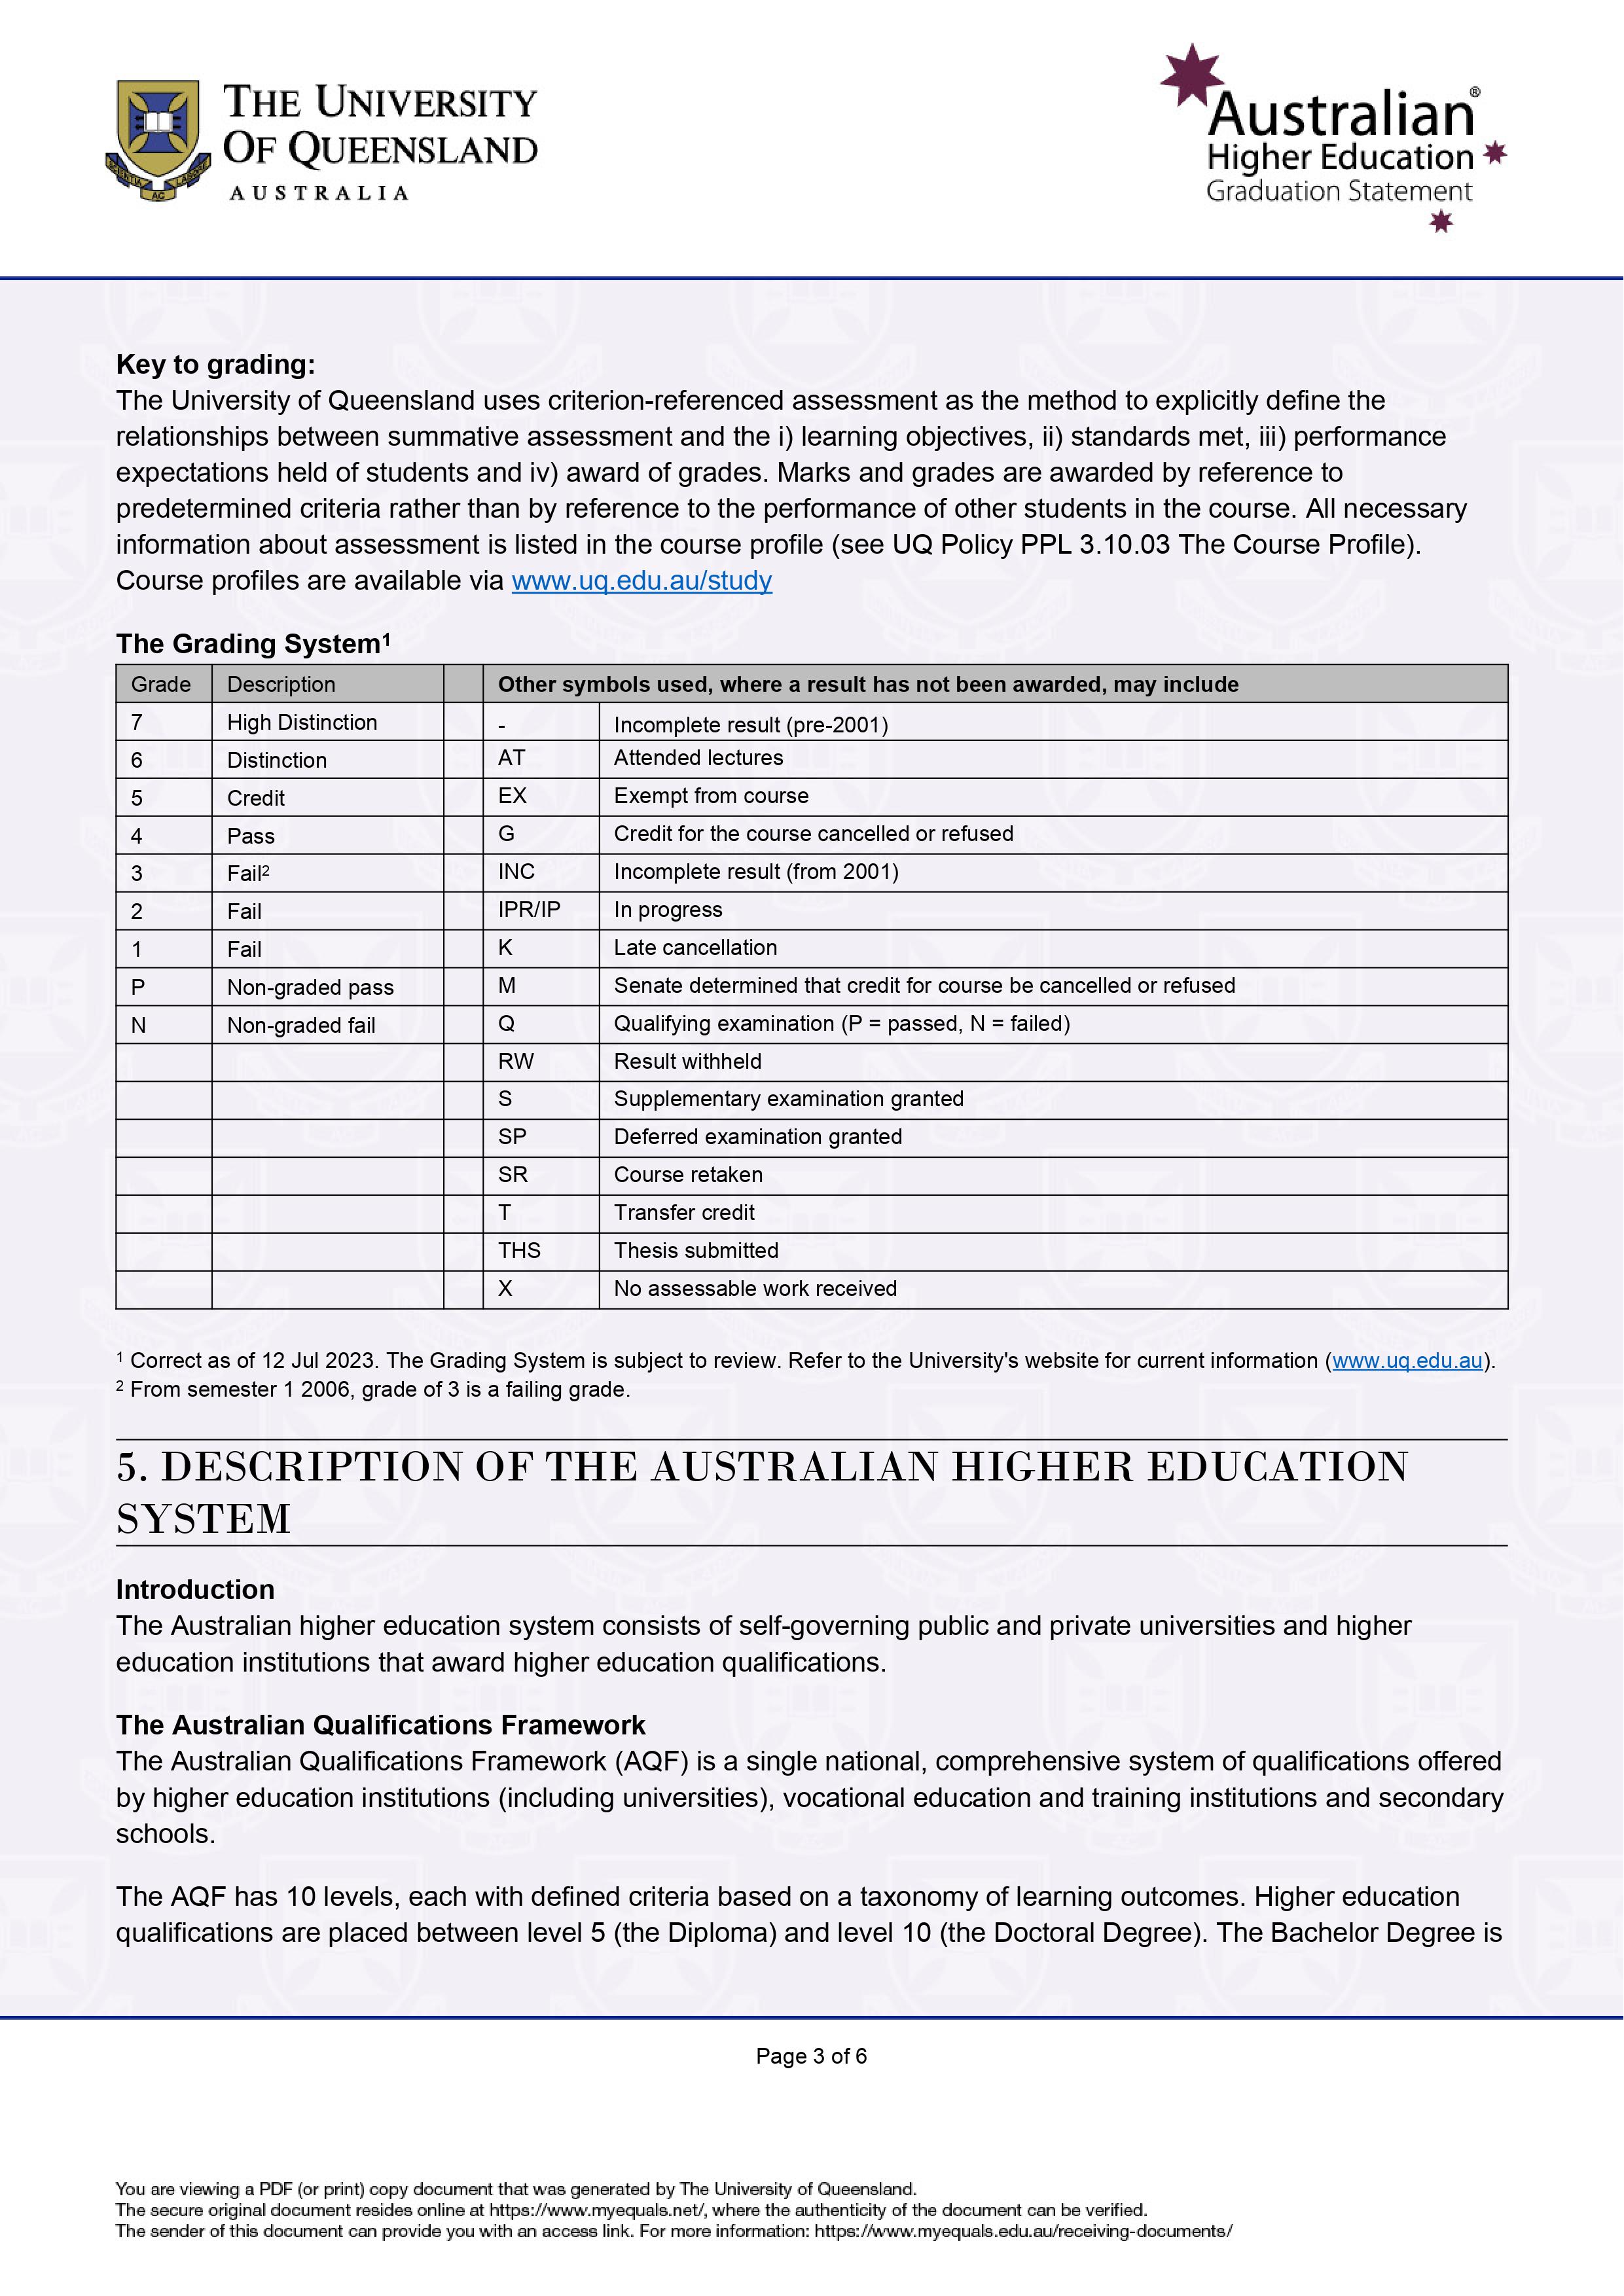 THE UNIVERSITY
OF QUEENSLAND
AUSTRALIA
SCIENTIA AC LABORE
Australian®
Higher Education
Graduation Statement
Key to grading:
The University of Queensland uses criterion-referenced assessment as the method to explicitly define the
relationships between summative assessment and the i) learning objectives, ii) standards met, iii) performance
expectations held of students and iv) award of grades. Marks and grades are awarded by reference to
predetermined criteria rather than by reference to the performance of other students in the course. All necessary
information about assessment is listed in the course profile (see UQ Policy PPL 3.10.03 The Course Profile).
Course profiles are available via www.uq.edu.au/study
The Grading System¹
Grade Description Other symbols used, where a result has not been awarded, may include
7 High Distinction - Incomplete result (pre-2001)
6 Distinction AT Attended lectures
5 Credit EX Exempt from course
4 Pass G Credit for the course cancelled or refused
3 Fail² INC Incomplete result (from 2001)
2 Fail IPR/IP In progress
1 Fail K Late cancellation
P Non-graded pass M Senate determined that credit for course be cancelled or refused
N Non-graded fail Q Qualifying examination (P = passed, N = failed)
RW Result withheld
S Supplementary examination granted
SP Deferred examination granted
SR Course retaken
T Transfer credit
THS Thesis submitted
X No assessable work received
¹ Correct as of 12 Jul 2023. The Grading System is subject to review. Refer to the University's website for current information (www.uq.edu.au).
² From semester 1 2006, grade of 3 is a failing grade.
5. DESCRIPTION OF THE AUSTRALIAN HIGHER EDUCATION
SYSTEM
Introduction
The Australian higher education system consists of self-governing public and private universities and higher
education institutions that award higher education qualifications.
The Australian Qualifications Framework
The Australian Qualifications Framework (AQF) is a single national, comprehensive system of qualifications offered
by higher education institutions (including universities), vocational education and training institutions and secondary
schools.
The AQF has 10 levels, each with defined criteria based on a taxonomy of learning outcomes. Higher education
qualifications are placed between level 5 (the Diploma) and level 10 (the Doctoral Degree). The Bachelor Degree is
Page 3 of 6
You are viewing a PDF (or print) copy document that was generated by The University of Queensland.
The secure original document resides online at https://www.myequals.net/, where the authenticity of the document can be verified.
The sender of this document can provide you with an access link. For more information: https://www.myequals.edu.au/receiving-documents/